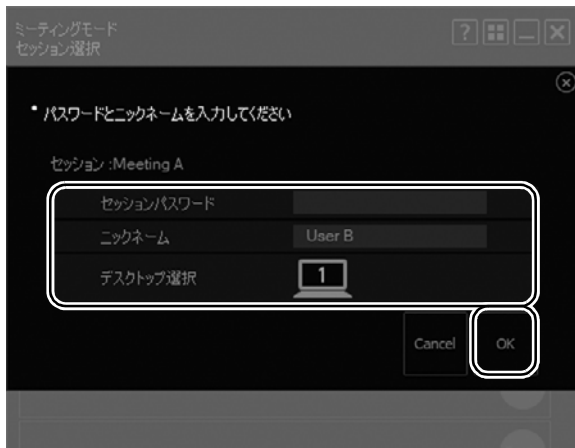 ミーティングモード
セッション選択
?
パスワードとニックネームを入力してください
セッション :Meeting A
セッションパスワード
ニックネーム User B
デスクトップ選択 1
Cancel OK